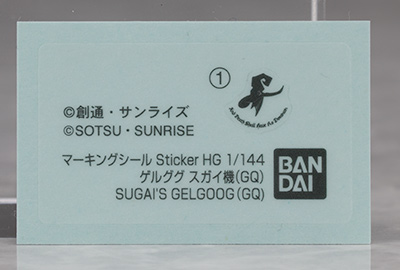 ①
©創通・サンライズ
©SOTSU・SUNRISE
マーキングシール Sticker HG 1/144
ゲルググ スガイ機(GQ)
SUGAI'S GELGOOG(GQ)
BAN
DAI